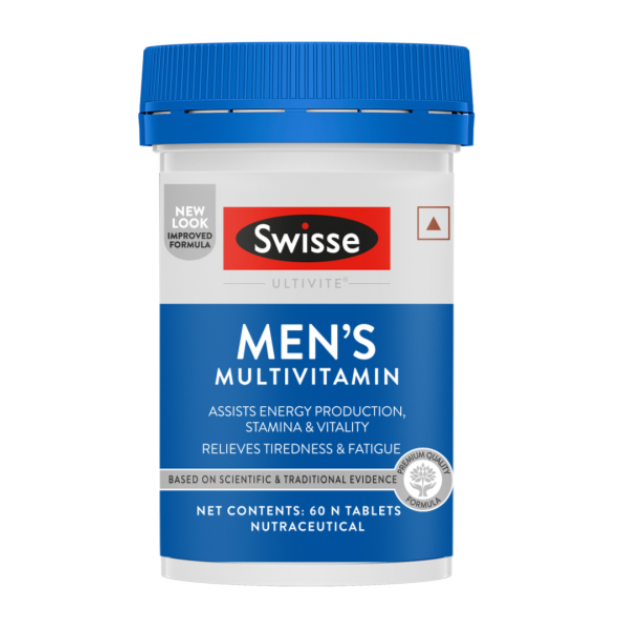 NEW
LOOK
IMPROVED
FORMULA
Swisse
ULTIVITE®
MEN'S
MULTIVITAMIN
ASSISTS ENERGY PRODUCTION,
STAMINA & VITALITY
RELIEVES TIREDNESS & FATIGUE
BASED ON SCIENTIFIC & TRADITIONAL EVIDENCE
PREMIUM QUALITY
FORMULA
NET CONTENTS: 60 N TABLETS
NUTRACEUTICAL